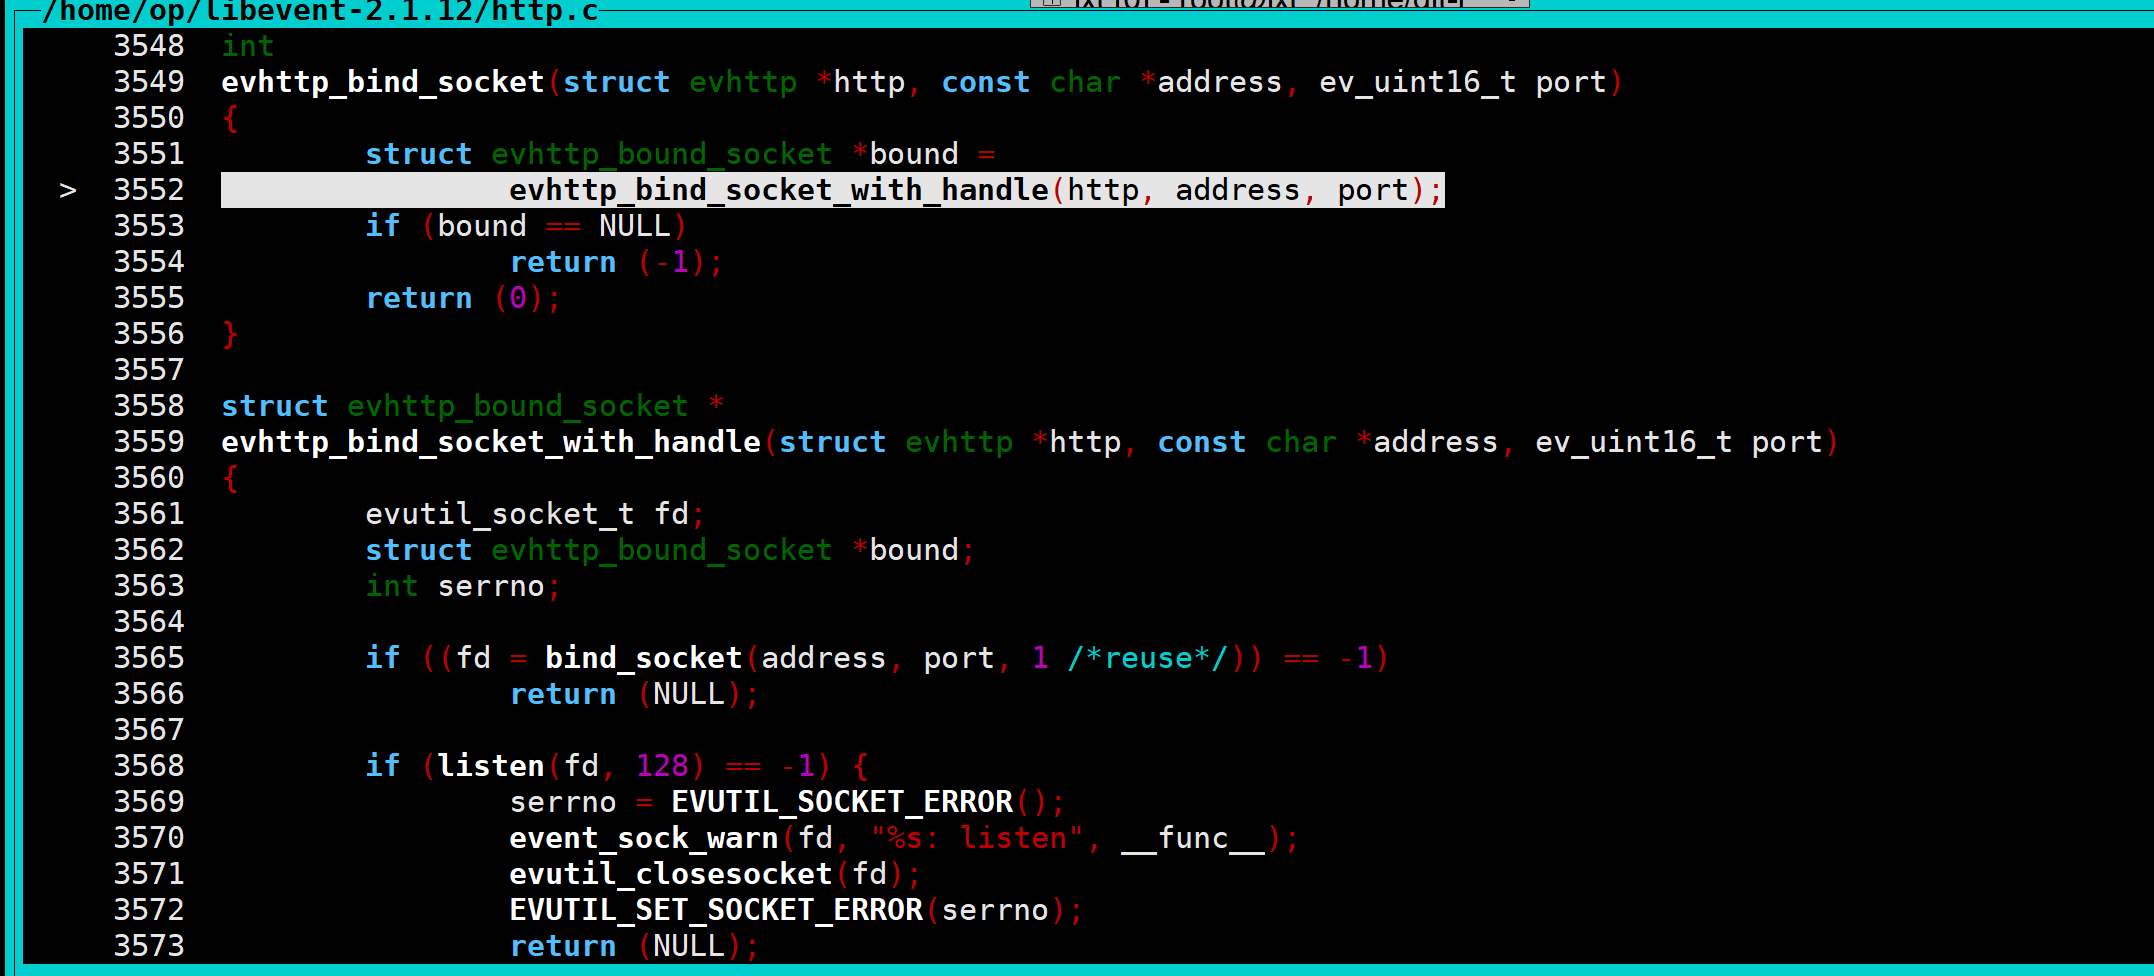 /home/op/libevent-2.1.12/http.c
3548 int
3549 evhttp_bind_socket(struct evhttp *http, const char *address, ev_uint16_t port)
3550 {
3551         struct evhttp_bound_socket *bound =
> 3552                 evhttp_bind_socket_with_handle(http, address, port);
3553         if (bound == NULL)
3554                 return (-1);
3555         return (0);
3556 }
3557
3558 struct evhttp_bound_socket *
3559 evhttp_bind_socket_with_handle(struct evhttp *http, const char *address, ev_uint16_t port)
3560 {
3561         evutil_socket_t fd;
3562         struct evhttp_bound_socket *bound;
3563         int serrno;
3564
3565         if ((fd = bind_socket(address, port, 1 /*reuse*/)) == -1)
3566                 return (NULL);
3567
3568         if (listen(fd, 128) == -1) {
3569                 serrno = EVUTIL_SOCKET_ERROR();
3570                 event_sock_warn(fd, "%s: listen", __func__);
3571                 evutil_closesocket(fd);
3572                 EVUTIL_SET_SOCKET_ERROR(serrno);
3573                 return (NULL);